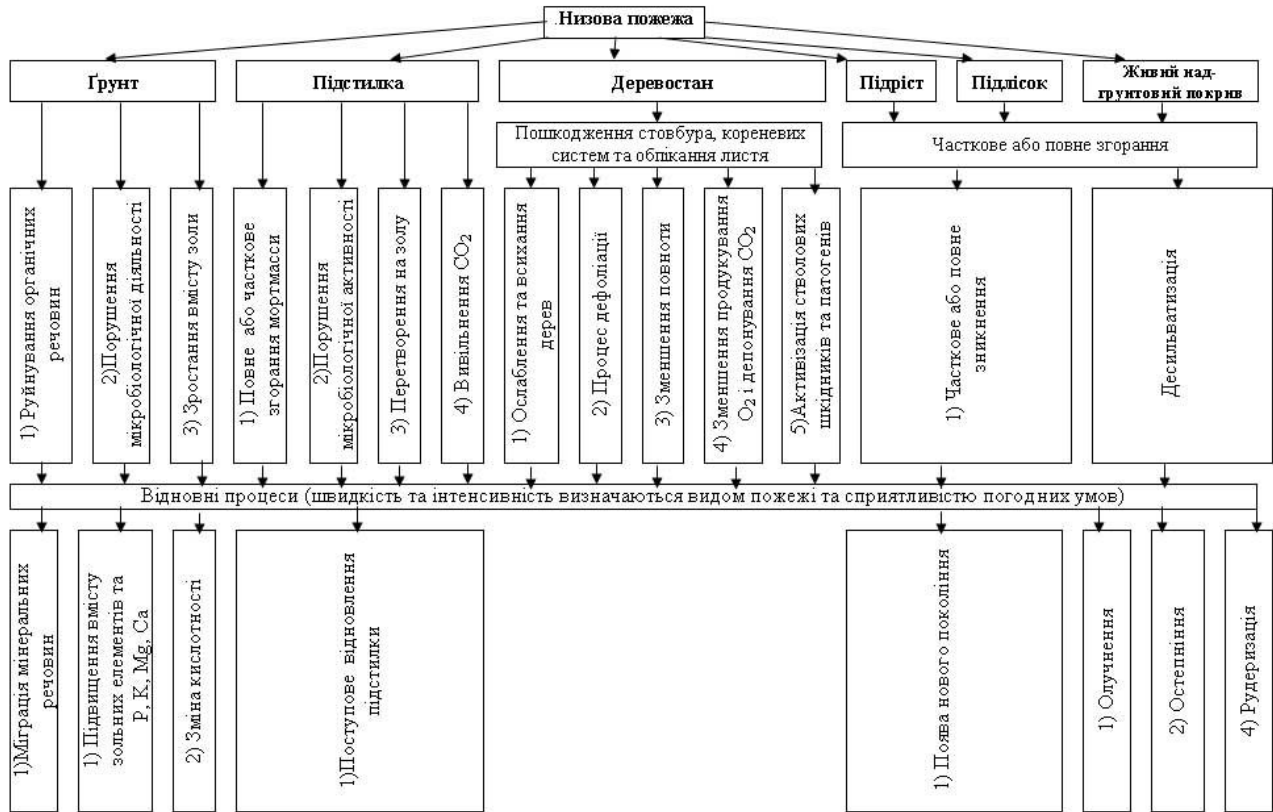 .Низова пожежа
Ґрунт
Підстилка
Деревостан
Підріст
Підлісок
Живий над-
ґрунтовий покрив
Пошкодження стовбура, кореневих
систем та обпікання листя
Часткове або повне згорання
1) Руйнування органічних
речовин
2)Порушення
мікробіологічної діяльності
3) Зростання вмісту золи
1) Повне або часткове
згорання мортмасси
2)Порушення
мікробіологічної активності
3) Перетворення на золу
4) Вивільнення CO₂
1) Ослаблення та всихання
дерев
2) Процес дефоліації
3) Зменшення повноти
4) Зменшення продукування
O₂ і депонування CO₂
5)Активізація стволових
шкідників та патогенів
1) Часткове або повне
зникнення
Десильватизація
Відновні процеси (швидкість та інтенсивність визначаються видом пожежі та сприятливістю погодних умов)
1)Міграція мінеральних
речовин
1) Підвищення вмісту
зольних елементів та
P, K, Mg, Ca
2) Зміна кислотності
1)Поступове відновлення
підстилки
1) Поява нового покоління
1) Олучнення
2) Остепніння
4) Рудеризація